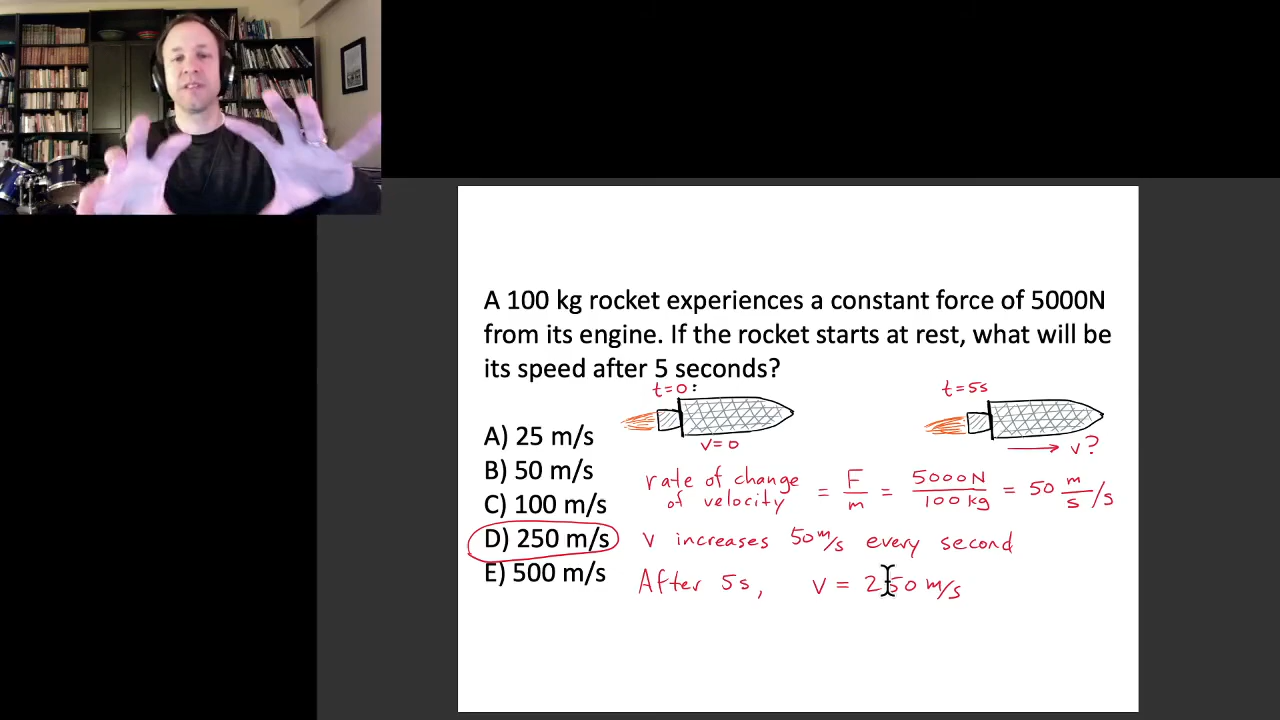 A 100 kg rocket experiences a constant force of 5000N
from its engine. If the rocket starts at rest, what will be
its speed after 5 seconds?
t=0:
t=5s
v=0
v?
A) 25 m/s
B) 50 m/s
C) 100 m/s
D) 250 m/s
E) 500 m/s
rate of change of velocity = F/m = 5000N/100kg = 50 m/s/s
v increases 50m/s every second
After 5s, v = 250 m/s